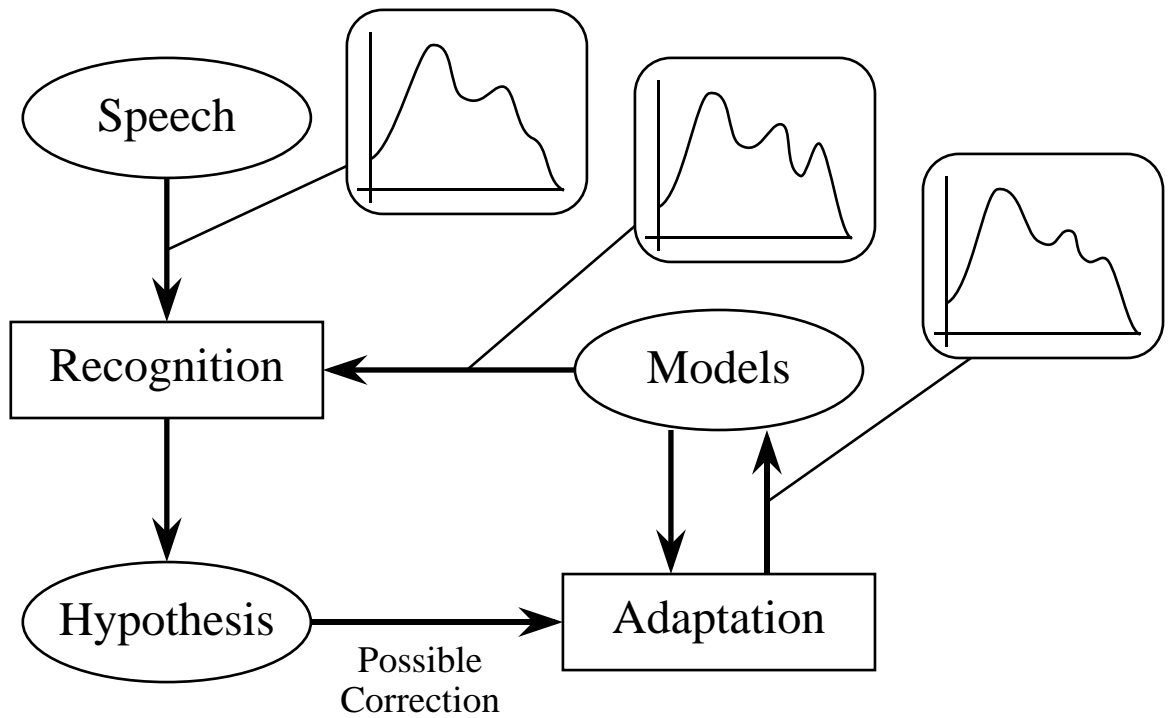 Speech
Recognition
Models
Hypothesis
Adaptation
Possible
Correction